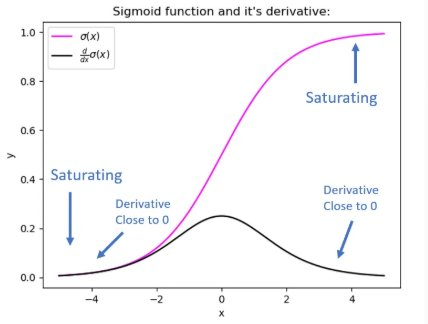 Sigmoid function and it's derivative:
σ(x)
d/dx σ(x)
Saturating
Saturating
Derivative
Close to 0
Derivative
Close to 0
y
1.0
0.8
0.6
0.4
0.2
0.0
−4
−2
0
2
4
x